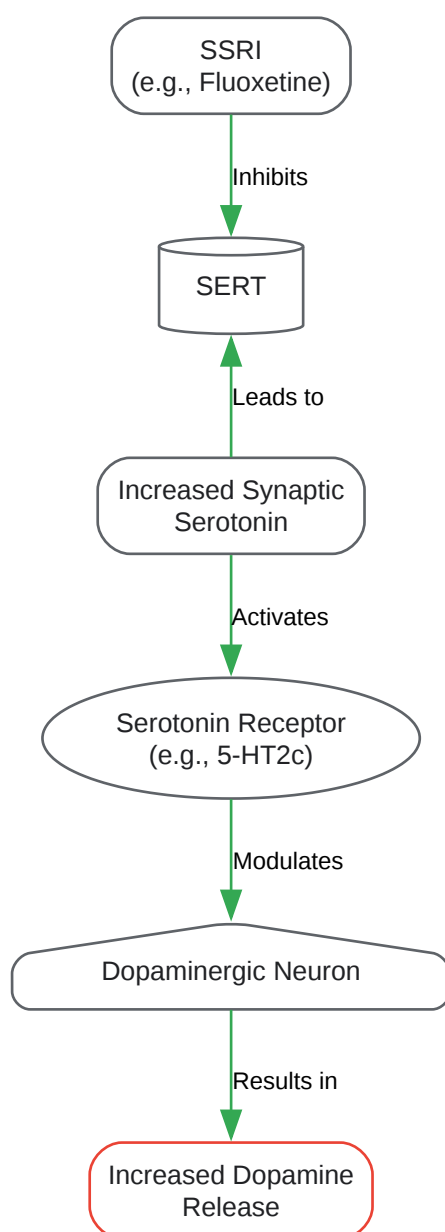 SSRI
(e.g., Fluoxetine)
Inhibits
SERT
Leads to
Increased Synaptic
Serotonin
Activates
Serotonin Receptor
(e.g., 5-HT2c)
Modulates
Dopaminergic Neuron
Results in
Increased Dopamine
Release